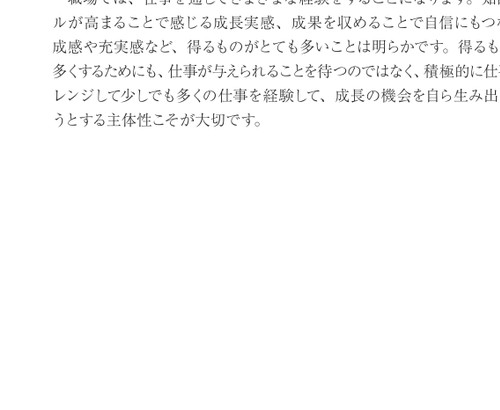 職場では、仕事を通じてさまざまな経験をすることになります。
ルが高まることで感じる成長実感、成果を収めることで自信にもつ
成感や充実感など、得るものがとても多いことは明らかです。得るも
多くするためにも、仕事が与えられることを待つのではなく、積極的に仕
レンジして少しでも多くの仕事を経験して、成長の機会を自ら生み出
うとする主体性こそが大切です。